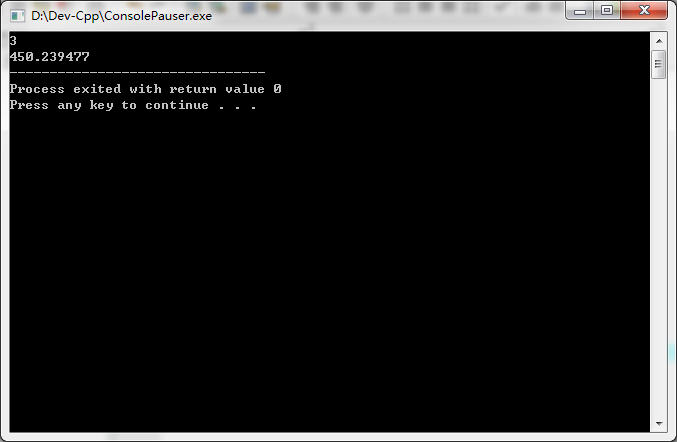 D:\Dev-Cpp\ConsolePauser.exe
3
450.239477
--------------------------------
Process exited with return value 0
Press any key to continue . . .